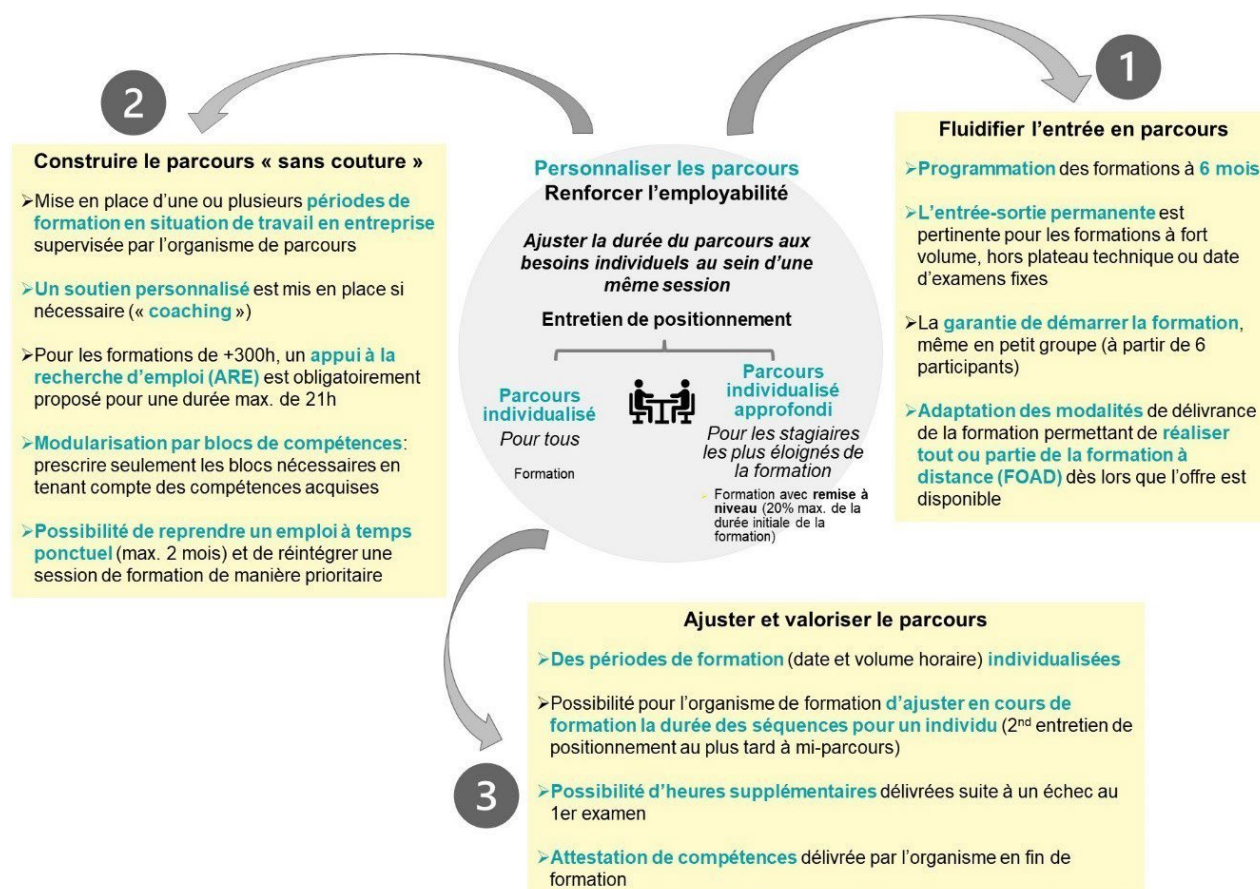 1
Fluidifier l’entrée en parcours
➢Programmation des formations à 6 mois
➢L’entrée-sortie permanente est
pertinente pour les formations à fort
volume, hors plateau technique ou date
d’examens fixes
➢La garantie de démarrer la formation,
même en petit groupe (à partir de 6
participants)
➢Adaptation des modalités de délivrance
de la formation permettant de réaliser
tout ou partie de la formation à
distance (FOAD) dès lors que l’offre est
disponible
2
Construire le parcours « sans couture »
➢Mise en place d’une ou plusieurs périodes de
formation en situation de travail en entreprise
supervisée par l’organisme de parcours
➢Un soutien personnalisé est mis en place si
nécessaire (« coaching »)
➢Pour les formations de +300h, un appui à la
recherche d’emploi (ARE) est obligatoirement
proposé pour une durée max. de 21h
➢Modularisation par blocs de compétences:
prescrire seulement les blocs nécessaires en
tenant compte des compétences acquises
➢Possibilité de reprendre un emploi à temps
ponctuel (max. 2 mois) et de réintégrer une
session de formation de manière prioritaire
Personnaliser les parcours
Renforcer l’employabilité
Ajuster la durée du parcours aux
besoins individuels au sein d’une
même session
Entretien de positionnement
Parcours
individualisé
Pour tous
Formation
Parcours
individualisé
approfondi
Pour les stagiaires
les plus éloignés de
la formation
➢ Formation avec remise à
niveau (20% max. de la
durée initiale de la
formation)
3
Ajuster et valoriser le parcours
➢Des périodes de formation (date et volume horaire) individualisées
➢Possibilité pour l’organisme de formation d’ajuster en cours de
formation la durée des séquences pour un individu (2nd entretien de
positionnement au plus tard à mi-parcours)
➢Possibilité d’heures supplémentaires délivrées suite à un échec au
1er examen
➢Attestation de compétences délivrée par l’organisme en fin de
formation